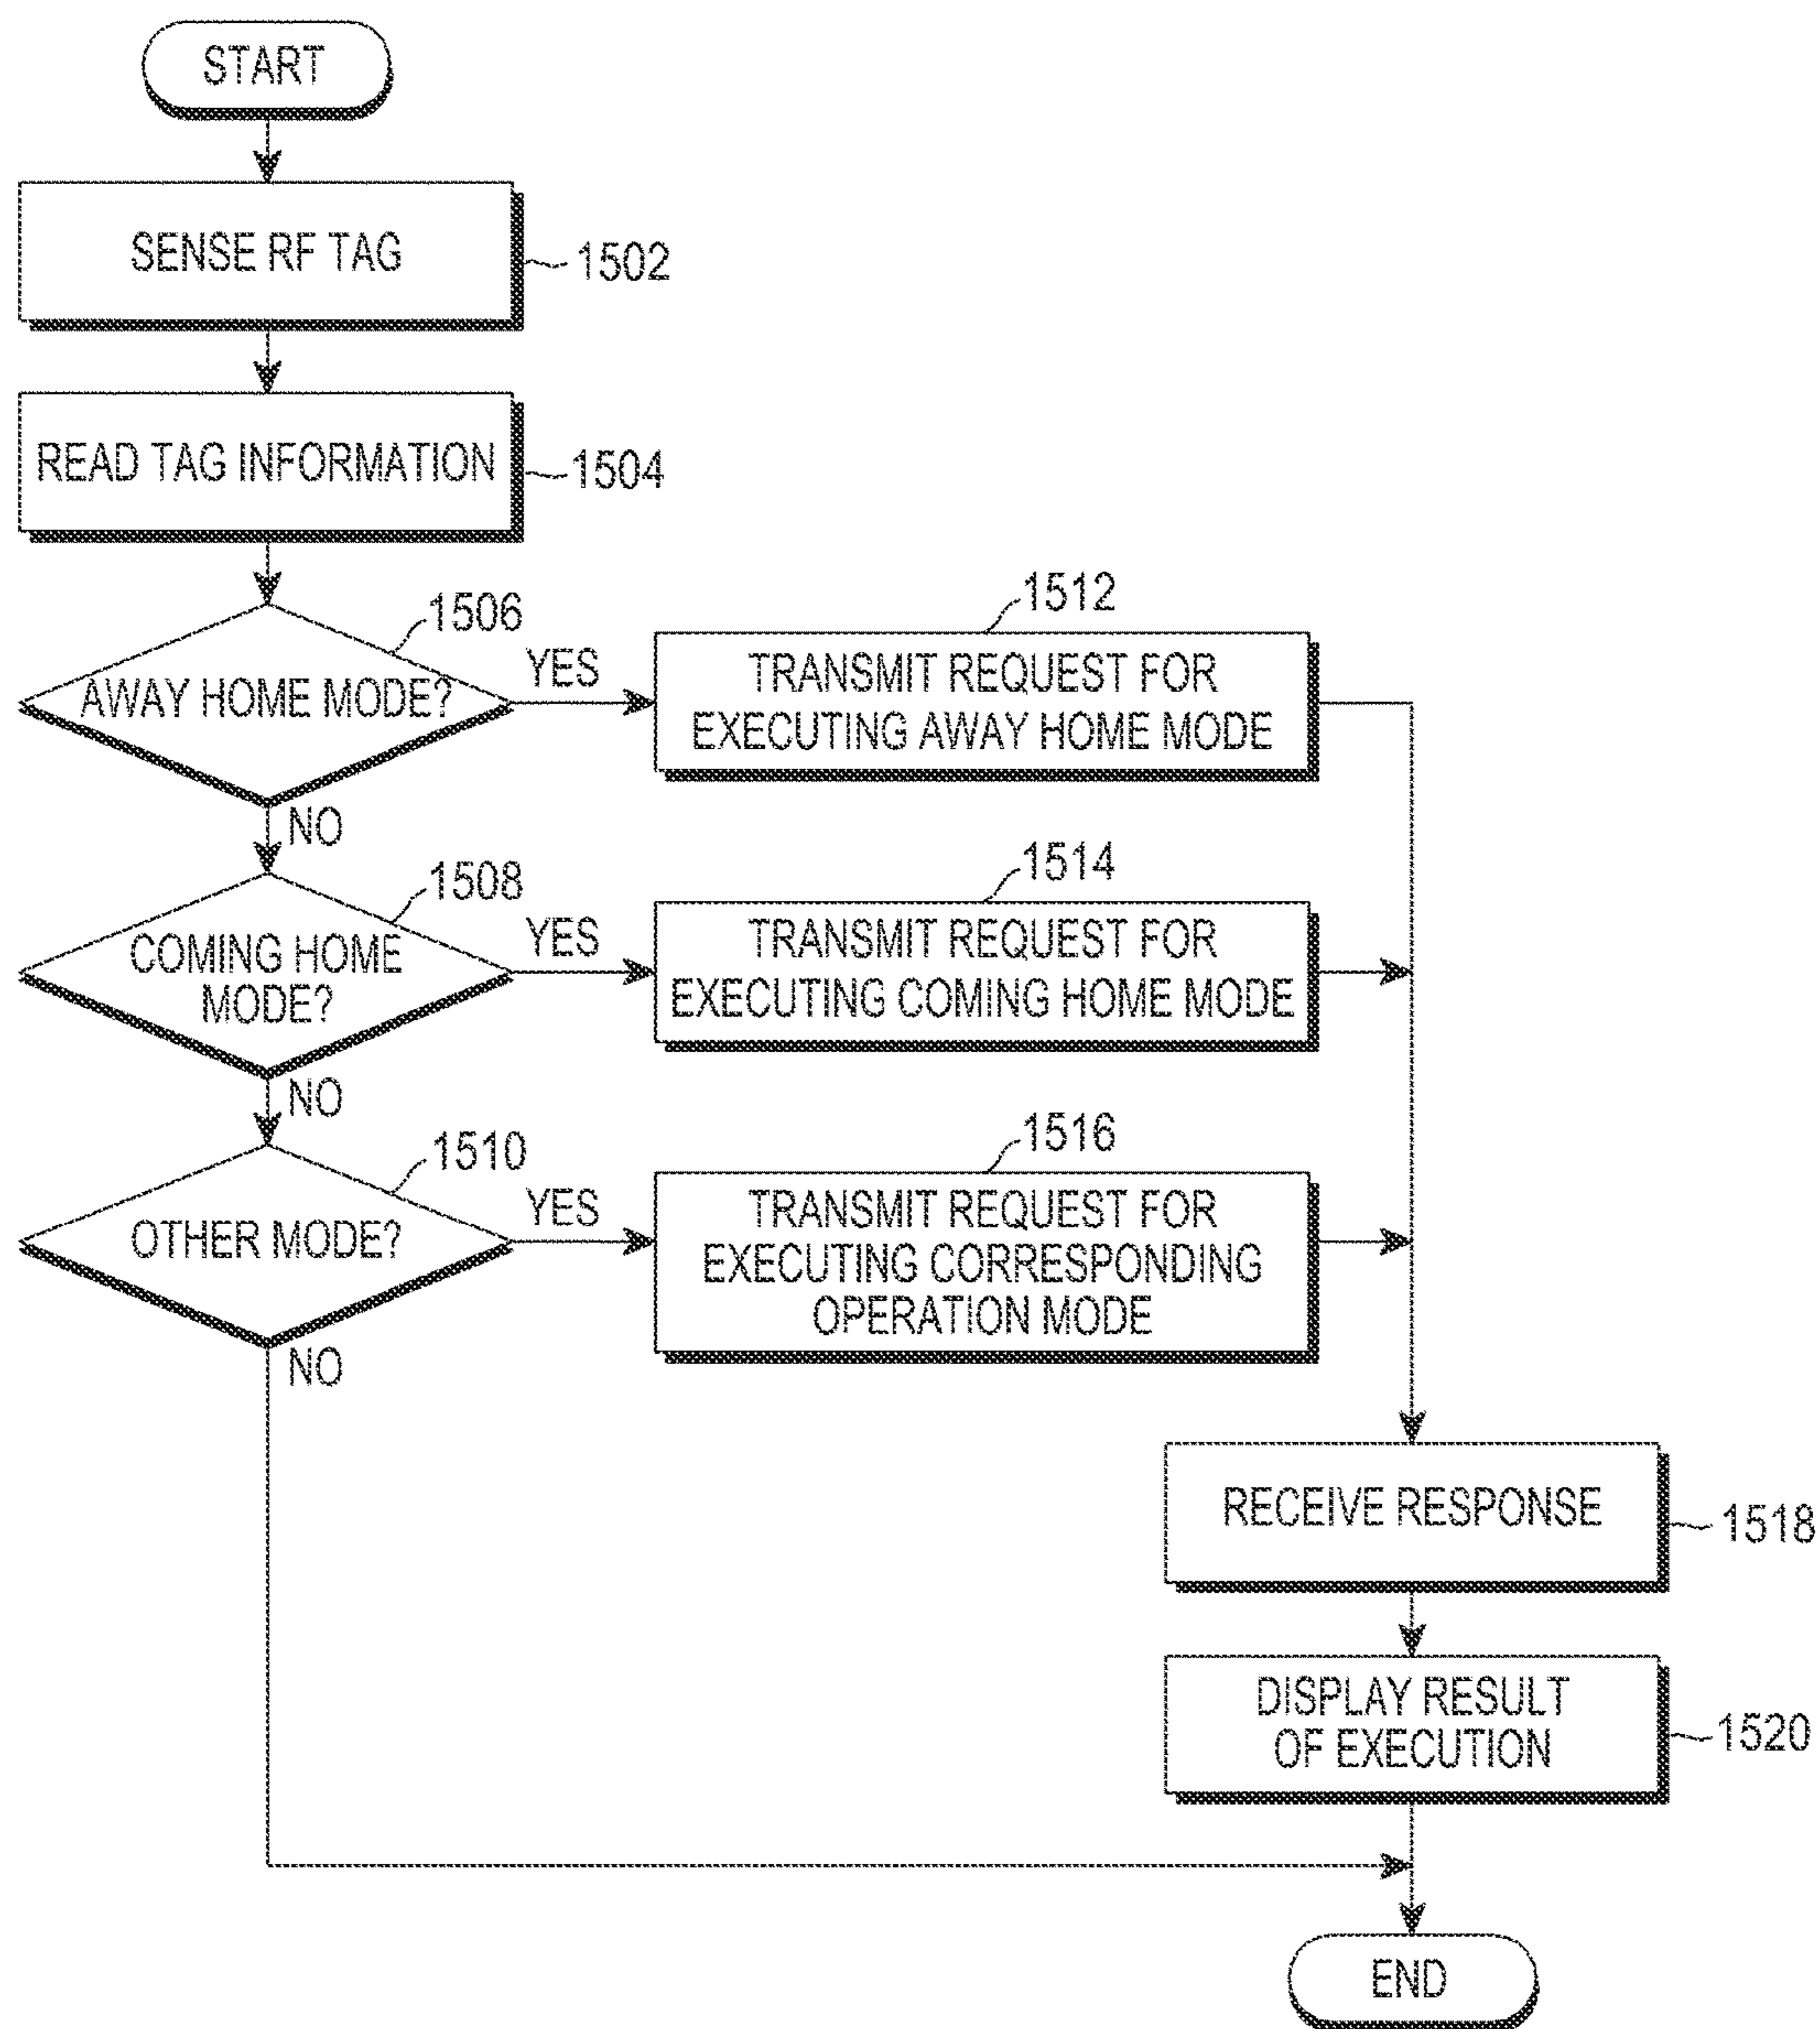 START
SENSE RF TAG
1502
READ TAG INFORMATION
1504
1506
AWAY HOME MODE?
YES
NO
1512
TRANSMIT REQUEST FOR
EXECUTING AWAY HOME MODE
1508
COMING HOME
MODE?
YES
NO
1514
TRANSMIT REQUEST FOR
EXECUTING COMING HOME MODE
1510
OTHER MODE?
YES
NO
1516
TRANSMIT REQUEST FOR
EXECUTING CORRESPONDING
OPERATION MODE
RECEIVE RESPONSE
1518
DISPLAY RESULT
OF EXECUTION
1520
END